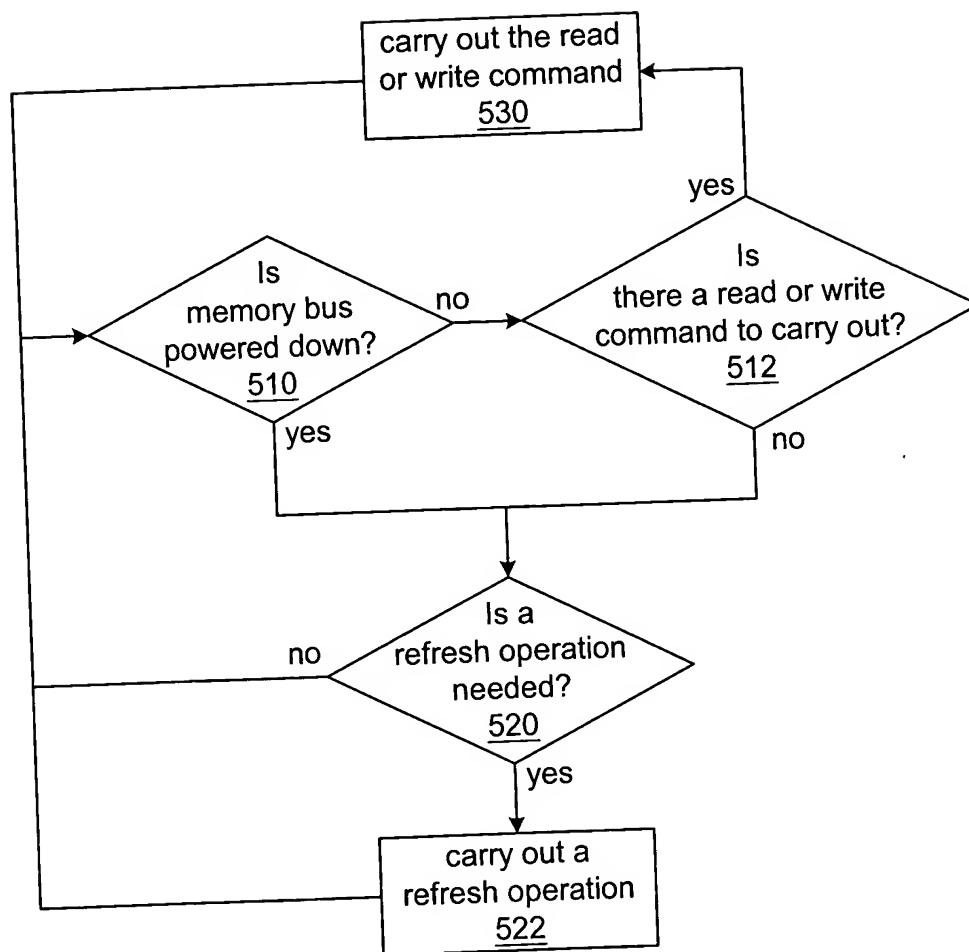 carry out the read
or write command
530
yes
Is
memory bus
powered down?
510
no
Is
there a read or write
command to carry out?
512
yes
no
Is a
refresh operation
needed?
520
no
yes
carry out a
refresh operation
522